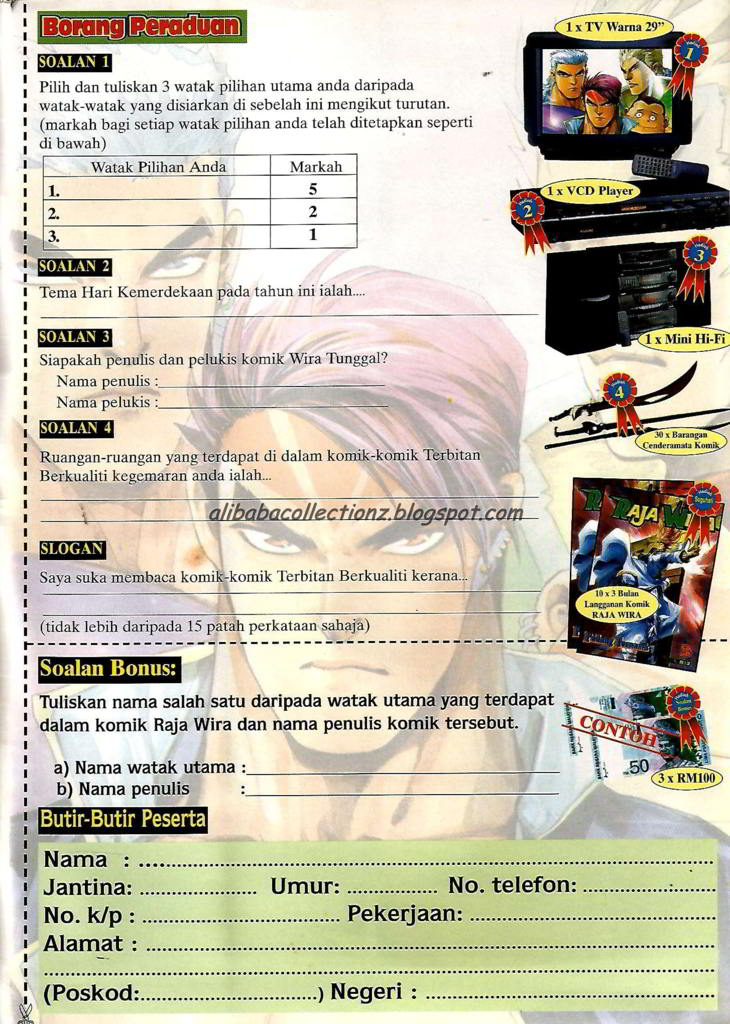 Borang Peraduan
SOALAN 1
Pilih dan tuliskan 3 watak pilihan utama anda daripada
watak-watak yang disiarkan di sebelah ini mengikut turutan.
(markah bagi setiap watak pilihan anda telah ditetapkan seperti
di bawah)
Watak Pilihan Anda Markah
1. 5
2. 2
3. 1
SOALAN 2
Tema Hari Kemerdekaan pada tahun ini ialah....
SOALAN 3
Siapakah penulis dan pelukis komik Wira Tunggal?
Nama penulis :
Nama pelukis :
SOALAN 4
Ruangan-ruangan yang terdapat di dalam komik-komik Terbitan
Berkualiti kegemaran anda ialah...
alibabacollectionz.blogspot.com
SLOGAN
Saya suka membaca komik-komik Terbitan Berkualiti kerana...
(tidak lebih daripada 15 patah perkataan sahaja)
1 x TV Warna 29"
Hadiah
1
1 x VCD Player
Hadiah
2
Hadiah
3
1 x Mini Hi-Fi
Hadiah
4
30 x Barangan
Cenderamata Komik
RAJA W
Hadiah
Saguhati
10 x 3 Bulan
Langganan Komik
RAJA WIRA
Soalan Bonus:
Tuliskan nama salah satu daripada watak utama yang terdapat
dalam komik Raja Wira dan nama penulis komik tersebut.
a) Nama watak utama :
b) Nama penulis :
Soalan
Bonus
CONTOH
50
3 x RM100
Butir-Butir Peserta
Nama : ....
Jantina: .................. Umur: .................. No. telefon: ..................
No. k/p : .................. Pekerjaan: ..................
Alamat : ..................
(Poskod:..................) Negeri : ..................